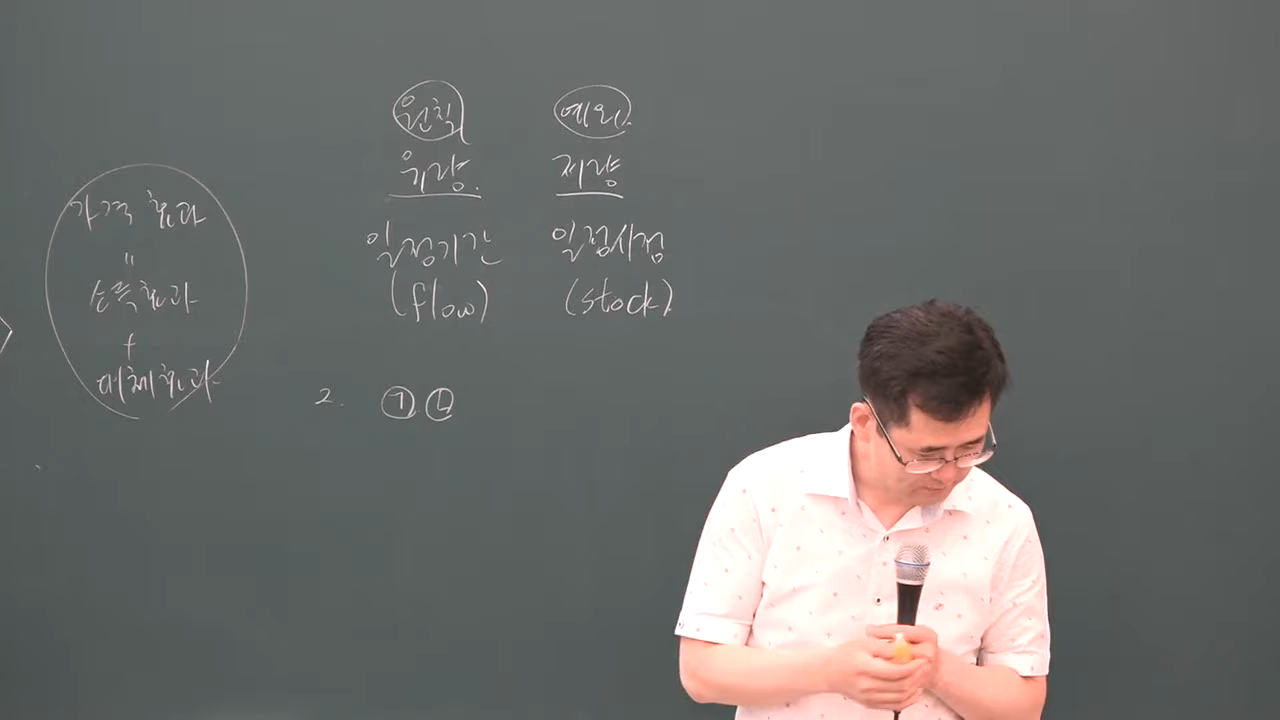 가격효과
"
소득효과
+
대체효과
원칙 예외.
유량. 저량
일정기간 일정시점
(flow) (stock)
2. ㉠ ㉡